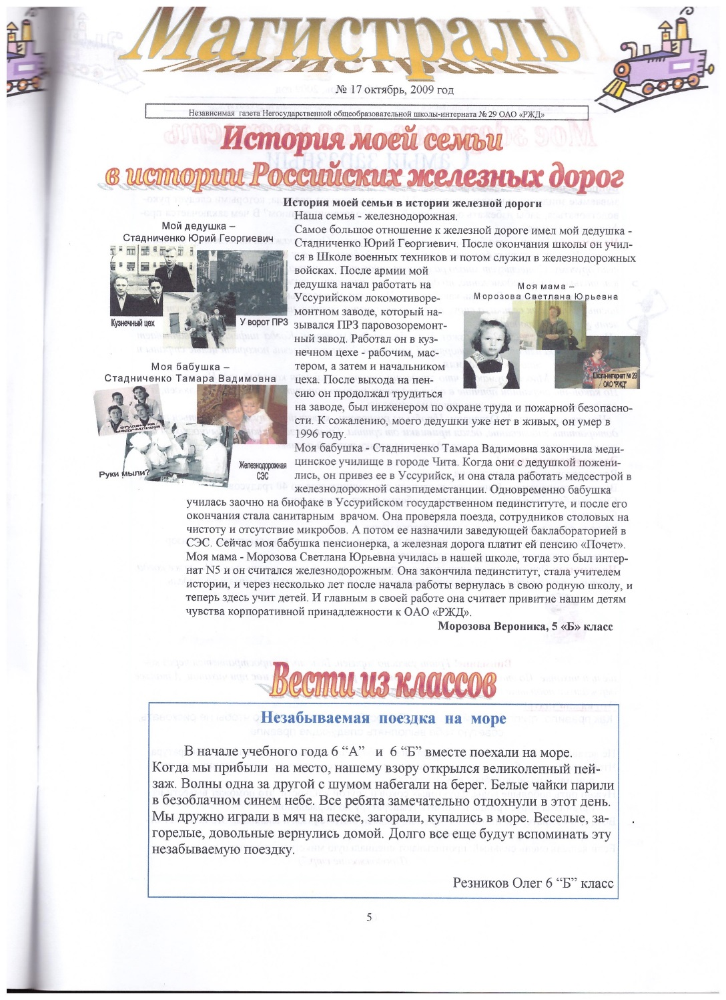 Магистраль
№ 17 октябрь, 2009 год
Независимая газета Негосударственной общеобразовательной школы-интерната № 29 ОАО «РЖД»
История моей семьи
в истории Российских железных дорог
История моей семьи в истории железной дороги
Мой дедушка –
Стадниченко Юрий Георгиевич
Кузнечный цех
У ворот ПРЗ
Моя бабушка –
Стадниченко Тамара Вадимовна
студентка
медучилища
Руки мыли?
Железнодорожная
СЭС
Моя мама –
Морозова Светлана Юрьевна
Школа-интернат № 29
ОАО "РЖД"
Наша семья - железнодорожная.
Самое большое отношение к железной дороге имел мой дедушка -
Стадниченко Юрий Георгиевич. После окончания школы он учил-
ся в Школе военных техников и потом служил в железнодорожных
войсках. После армии мой
дедушка начал работать на
Уссурийском локомотиворе-
монтном заводе, который на-
зывался ПРЗ паровозоремонт-
ный завод. Работал он в куз-
нечном цехе - рабочим, мас-
тером, а затем и начальником
цеха. После выхода на пен-
сию он продолжал трудиться
на заводе, был инженером по охране труда и пожарной безопасно-
сти. К сожалению, моего дедушки уже нет в живых, он умер в
1996 году.
Моя бабушка - Стадниченко Тамара Вадимовна закончила меди-
цинское училище в городе Чита. Когда они с дедушкой пожени-
лись, он привез ее в Уссурийск, и она стала работать медсестрой в
железнодорожной санэпидемстанции. Одновременно бабушка
училась заочно на биофаке в Уссурийском государственном пединституте, и после его
окончания стала санитарным врачом. Она проверяла поезда, сотрудников столовых на
чистоту и отсутствие микробов. А потом ее назначили заведующей баклабораторией в
СЭС. Сейчас моя бабушка пенсионерка, а железная дорога платит ей пенсию «Почет».
Моя мама - Морозова Светлана Юрьевна училась в нашей школе, тогда это был интер-
нат N5 и он считался железнодорожным. Она закончила пединститут, стала учителем
истории, и через несколько лет после начала работы вернулась в свою родную школу, и
теперь здесь учит детей. И главным в своей работе она считает привитие нашим детям
чувства корпоративной принадлежности к ОАО «РЖД».
Морозова Вероника, 5 «Б» класс
Вести из классов
Незабываемая поездка на море
В начале учебного года 6 “А” и 6 “Б” вместе поехали на море.
Когда мы прибыли на место, нашему взору открылся великолепный пей-
заж. Волны одна за другой с шумом набегали на берег. Белые чайки парили
в безоблачном синем небе. Все ребята замечательно отдохнули в этот день.
Мы дружно играли в мяч на песке, загорали, купались в море. Веселые, за-
горелые, довольные вернулись домой. Долго все еще будут вспоминать эту
незабываемую поездку.
Резников Олег 6 “Б” класс
5